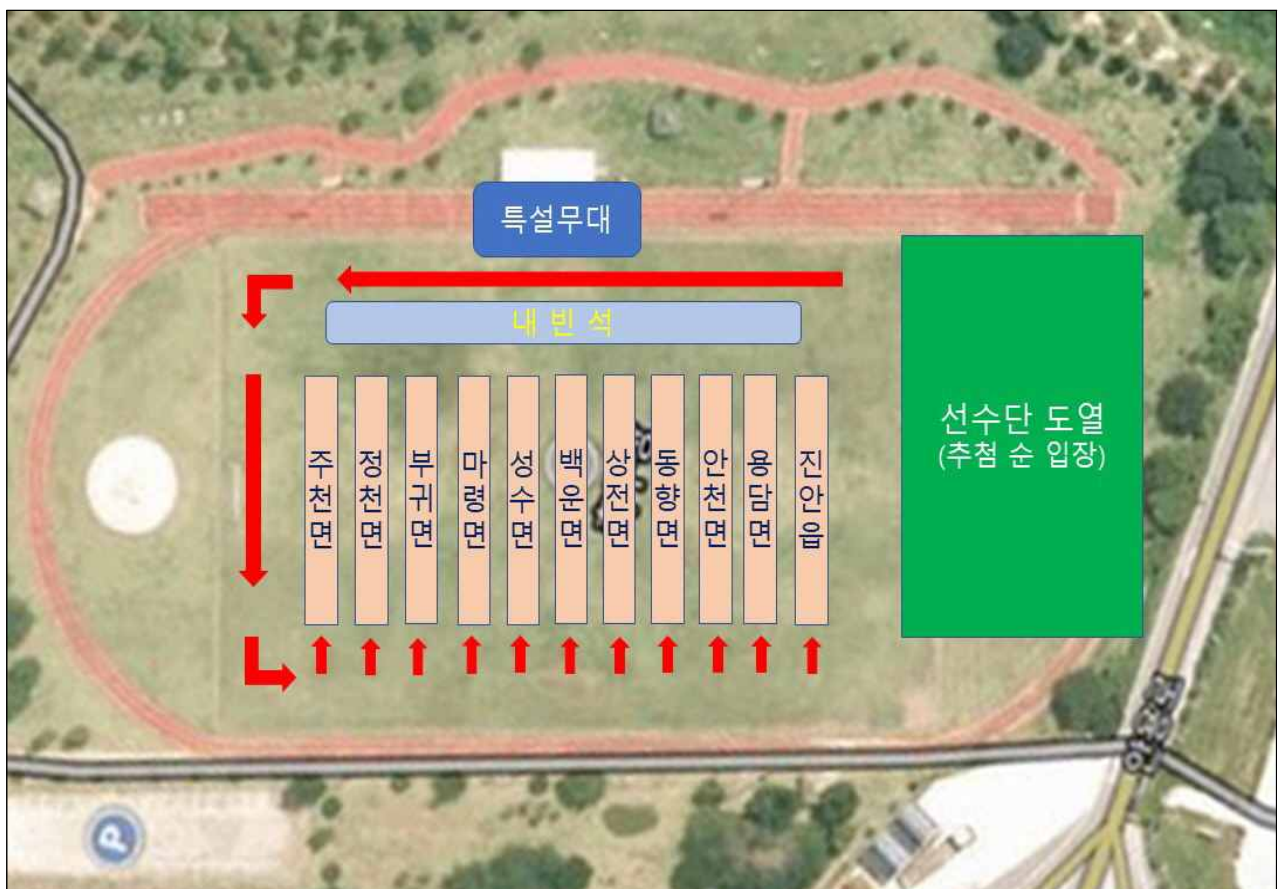 특설무대
내 빈 석
선수단 도열
(추첨 순 입장)
주천면
정천면
부귀면
마령면
성수면
백운면
상전면
동향면
안천면
용담면
진안읍
P